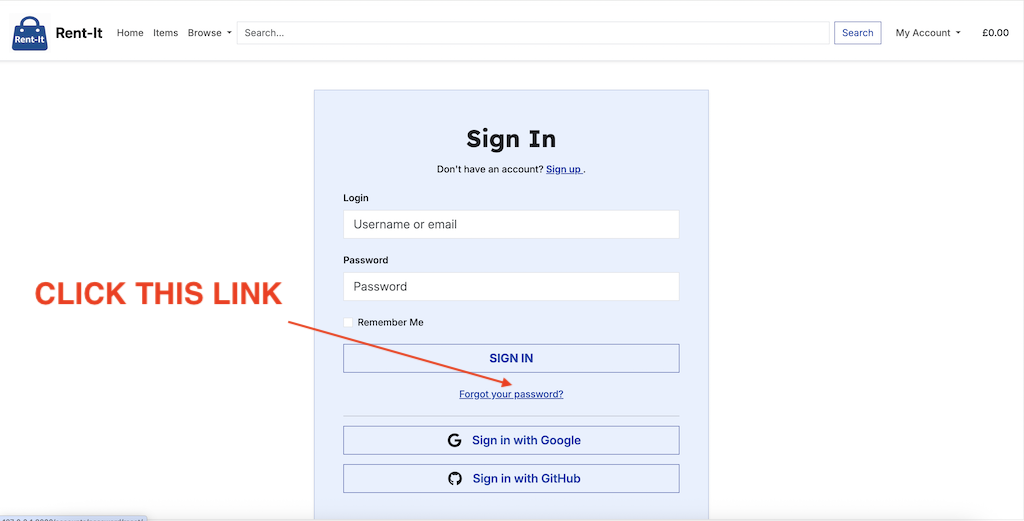 Rent-It
Rent-It Home Items Browse Search... Search My Account £0.00
Sign In
Don't have an account? Sign up .
Login
Username or email
Password
Password
CLICK THIS LINK
Remember Me
SIGN IN
Forgot your password?
Sign in with Google
Sign in with GitHub